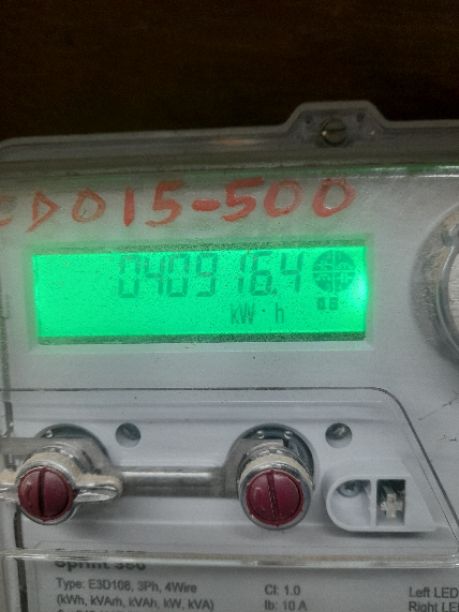 CD015-500
040916.4
kW h
Sprint 350
Type: E3D108, 3Ph, 4Wire Cl: 1.0 Left LED
(kWh, kVArh, kVAh, kW, kVA) Ib: 10 A Right LE